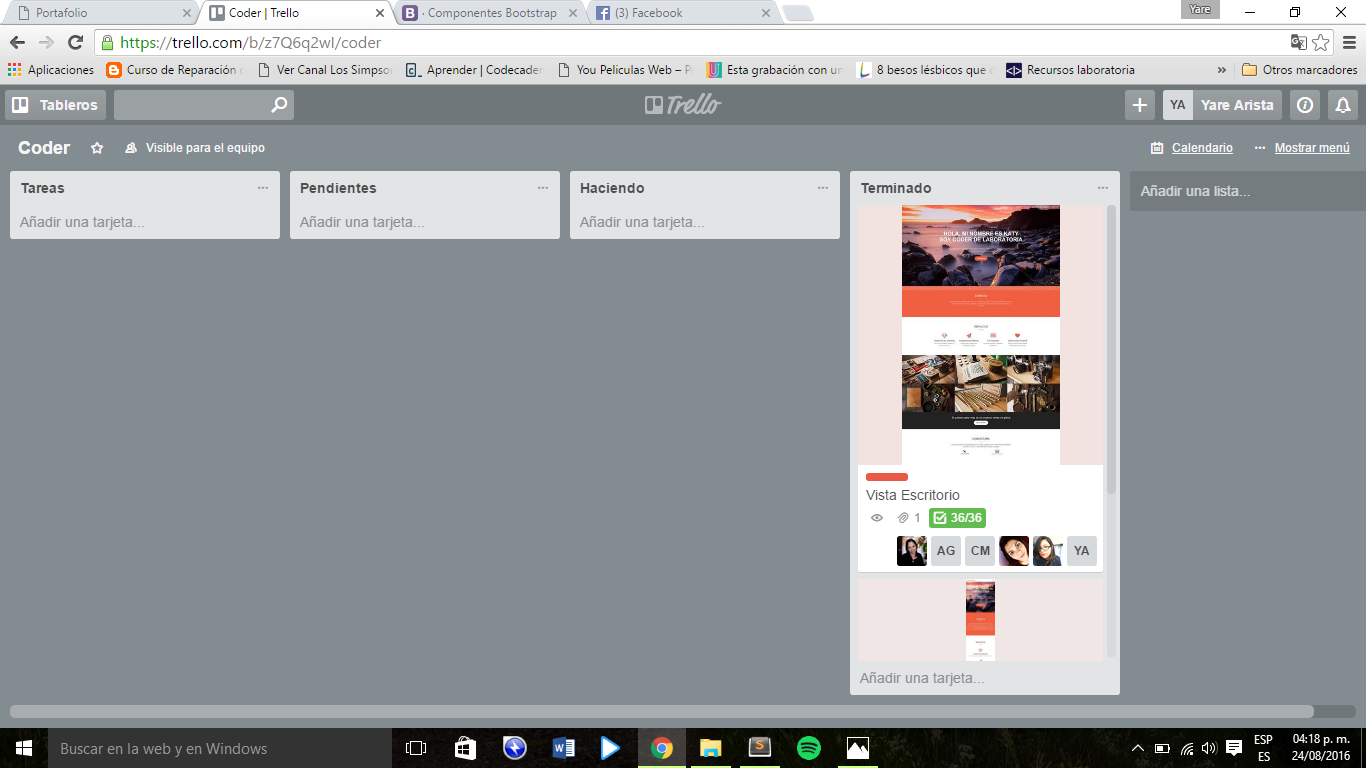 Portafolio
Coder | Trello
· Componentes Bootstrap
(3) Facebook
Yare
https://trello.com/b/z7Q6q2wI/coder
Aplicaciones
Curso de Reparación
Ver Canal Los Simpso
Aprender | Codecade
You Peliculas Web – P
Esta grabación con un
8 besos lésbicos que
Recursos laboratoria
»
Otros marcadores
Tableros
Trello
YA
Yare Arista
Coder
Visible para el equipo
Calendario
Mostrar menú
Tareas
Añadir una tarjeta...
Pendientes
Añadir una tarjeta...
Haciendo
Añadir una tarjeta...
Terminado
HOLA, MI NOMBRE ES KATY.
SOY CODER DE LABORATORIA
Vista Escritorio
1
36/36
AG
CM
YA
Añadir una tarjeta...
Añadir una lista...
Buscar en la web y en Windows
ESP
ES
04:18 p. m.
24/08/2016